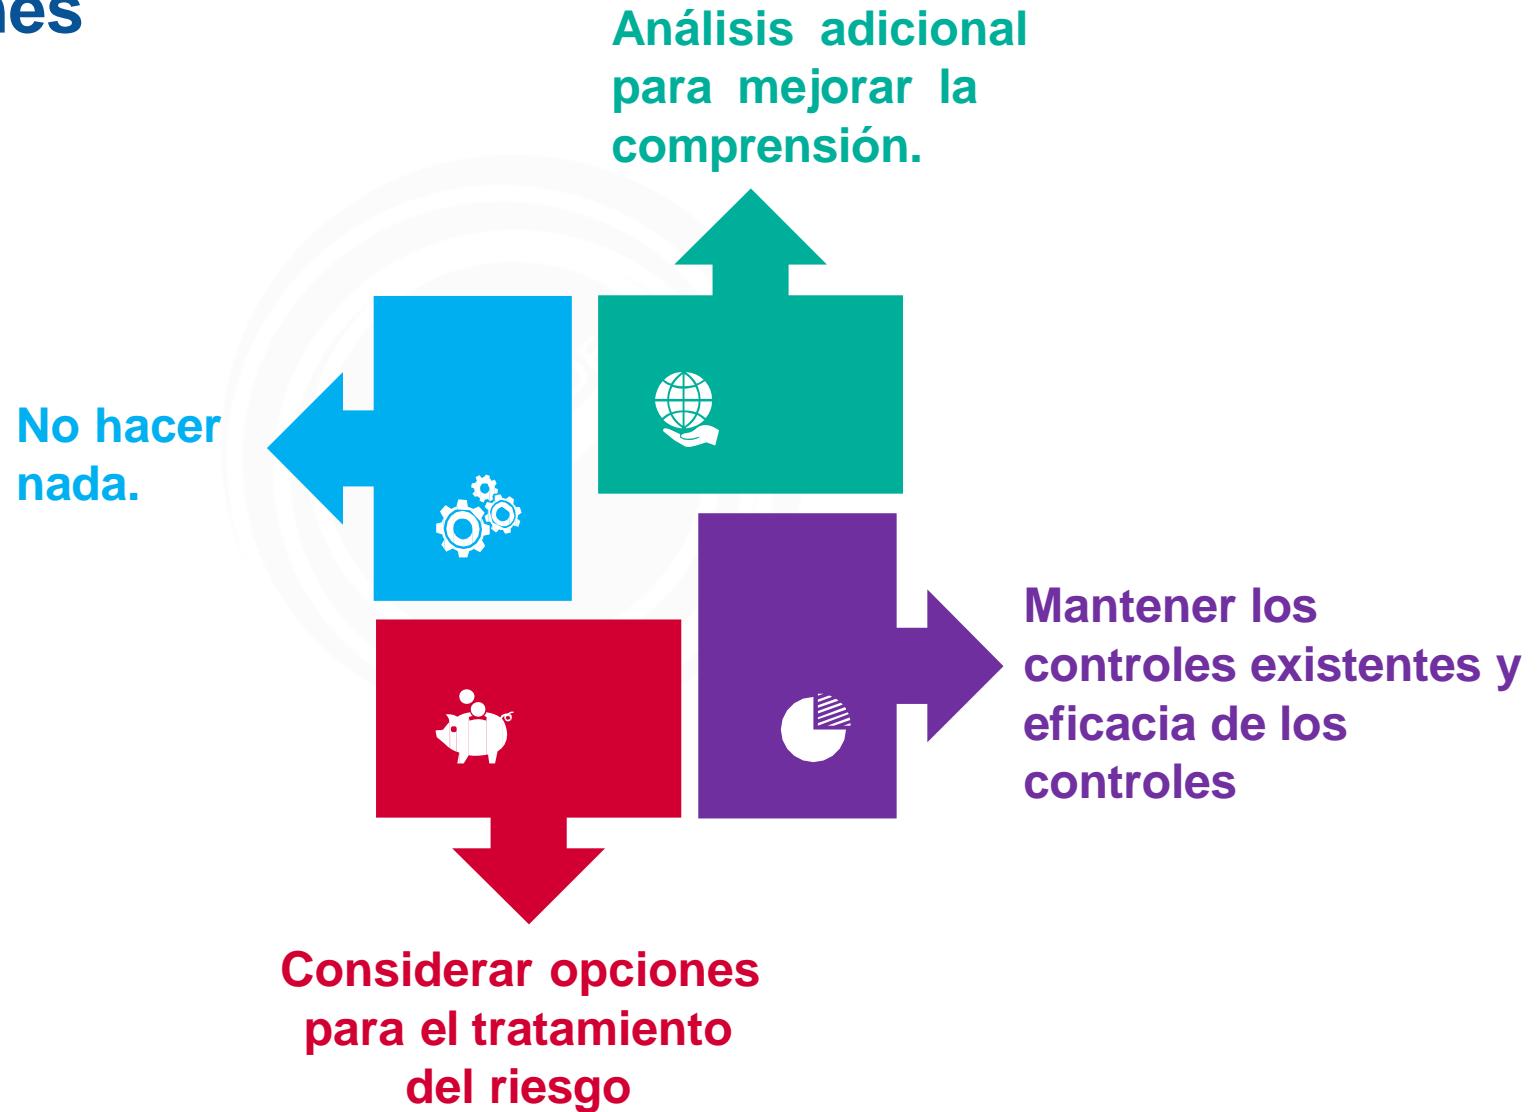 Análisis adicional
para mejorar la
comprensión.
No hacer
nada.
Mantener los
controles existentes y
eficacia de los
controles
Considerar opciones
para el tratamiento
del riesgo